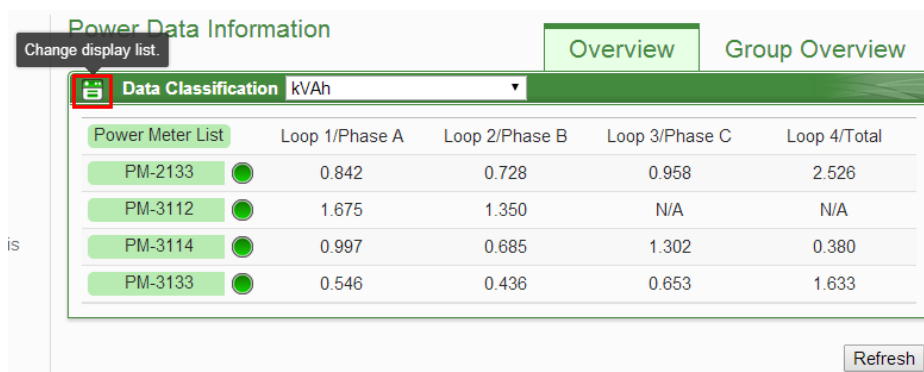 Power Data Information
Change display list.
Overview
Group Overview
Data Classification kVAh
Power Meter List Loop 1/Phase A Loop 2/Phase B Loop 3/Phase C Loop 4/Total
PM-2133 0.842 0.728 0.958 2.526
PM-3112 1.675 1.350 N/A N/A
is
PM-3114 0.997 0.685 1.302 0.380
PM-3133 0.546 0.436 0.653 1.633
Refresh